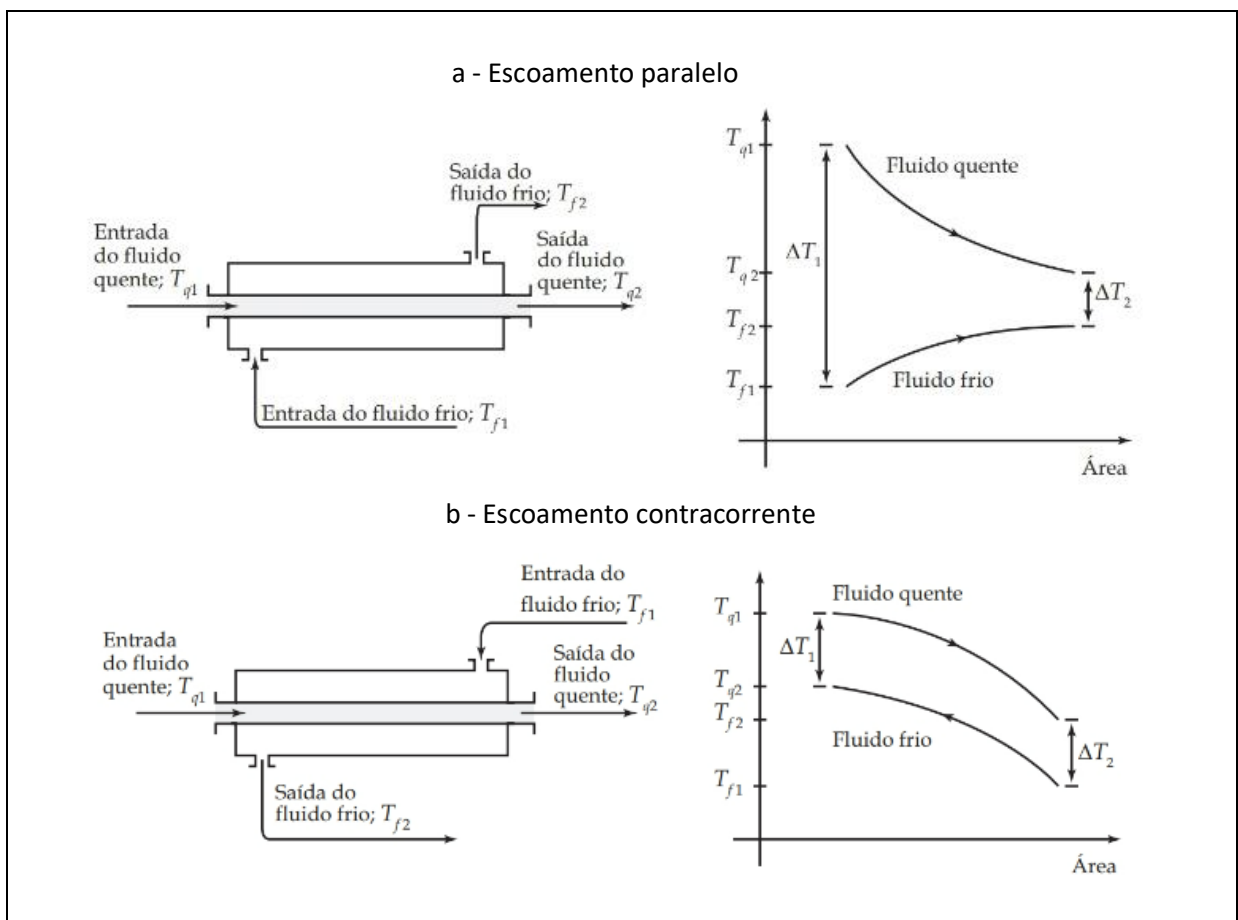 a - Escoamento paralelo
Saída do
fluido frio; T_f2
Entrada
do fluido
quente; T_q1
Saída
do fluido
quente; T_q2
Entrada do fluido frio; T_f1
T_q1
Fluido quente
ΔT_1
T_q2
ΔT_2
T_f2
T_f1
Fluido frio
Área
b - Escoamento contracorrente
Entrada do
fluido frio; T_f1
Entrada
do fluido
quente; T_q1
Saída do
fluido
quente; T_q2
Saída do
fluido frio; T_f2
T_q1
Fluido quente
ΔT_1
T_q2
T_f2
Fluido frio
ΔT_2
T_f1
Área